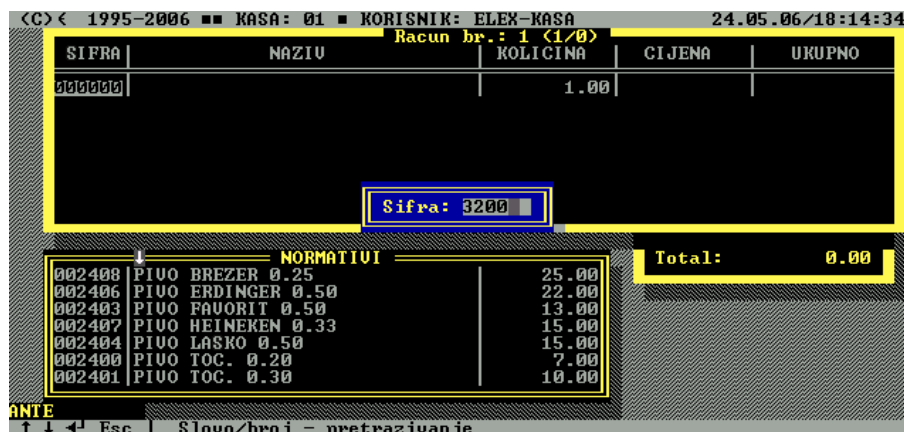 (C) 1995-2006 ■■ KASA: 01 ■ KORISNIK: ELEX-KASA 24.05.06/18:14:34
Racun br.: 1 (1/0)
SIFRA NAZIV KOLICINA CIJENA UKUPNO
000000 1.00
Sifra: 3200
NORMATIVI
Total: 0.00
002408 PIVO BREZER 0.25 25.00
002406 PIVO ERDINGER 0.50 22.00
002403 PIVO FAVORIT 0.50 13.00
002407 PIVO HEINEKEN 0.33 15.00
002404 PIVO LASKO 0.50 15.00
002400 PIVO TOC. 0.20 7.00
002401 PIVO TOC. 0.30 10.00
ANTE
↑ ↓ ↵ Esc | Slovo/broj - pretrazivanje